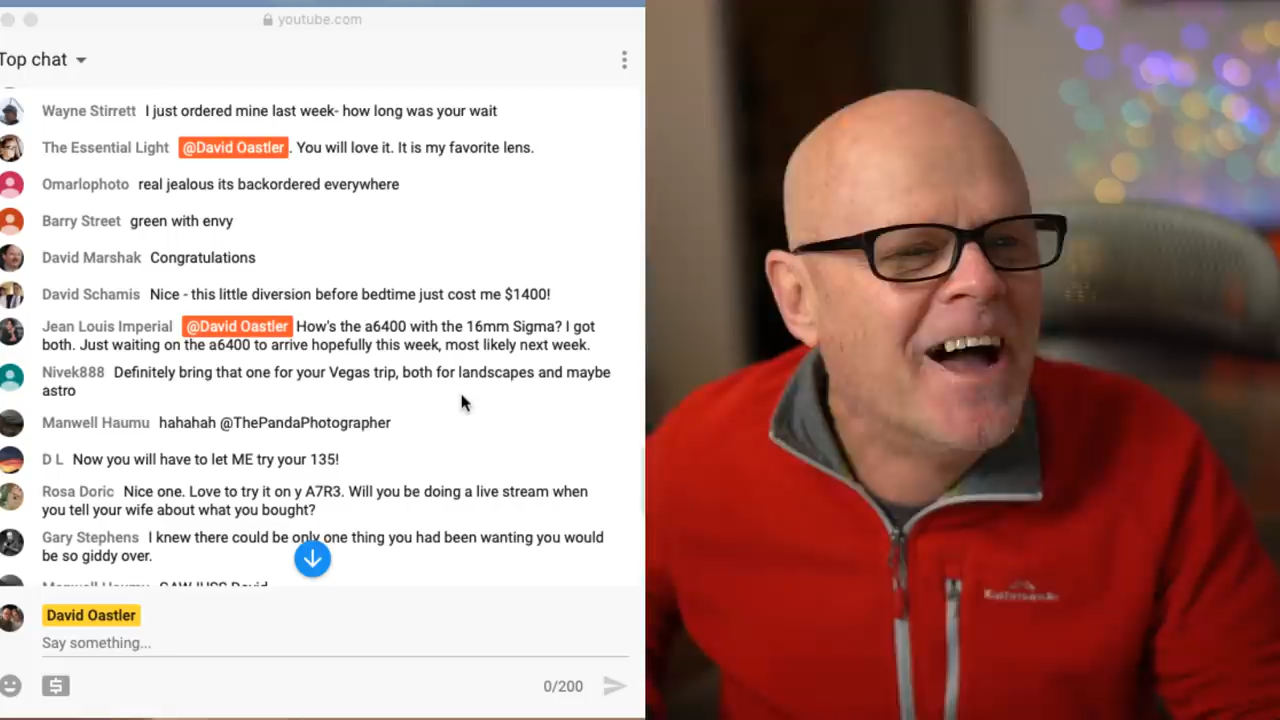 youtube.com
Top chat
Wayne Stirrett I just ordered mine last week- how long was your wait
The Essential Light @David Oastler. You will love it. It is my favorite lens.
Omarlophoto real jealous its backordered everywhere
Barry Street green with envy
David Marshak Congratulations
David Schamis Nice - this little diversion before bedtime just cost me $1400!
Jean Louis Imperial @David Oastler How's the a6400 with the 16mm Sigma? I got
both. Just waiting on the a6400 to arrive hopefully this week, most likely next week.
Nivek888 Definitely bring that one for your Vegas trip, both for landscapes and maybe
astro
Manwell Haumu hahahah @ThePandaPhotographer
D L Now you will have to let ME try your 135!
Rosa Doric Nice one. Love to try it on y A7R3. Will you be doing a live stream when
you tell your wife about what you bought?
Gary Stephens I knew there could be only one thing you had been wanting you would
be so giddy over.
David Oastler
Say something...
$
0/200
Kathmandu